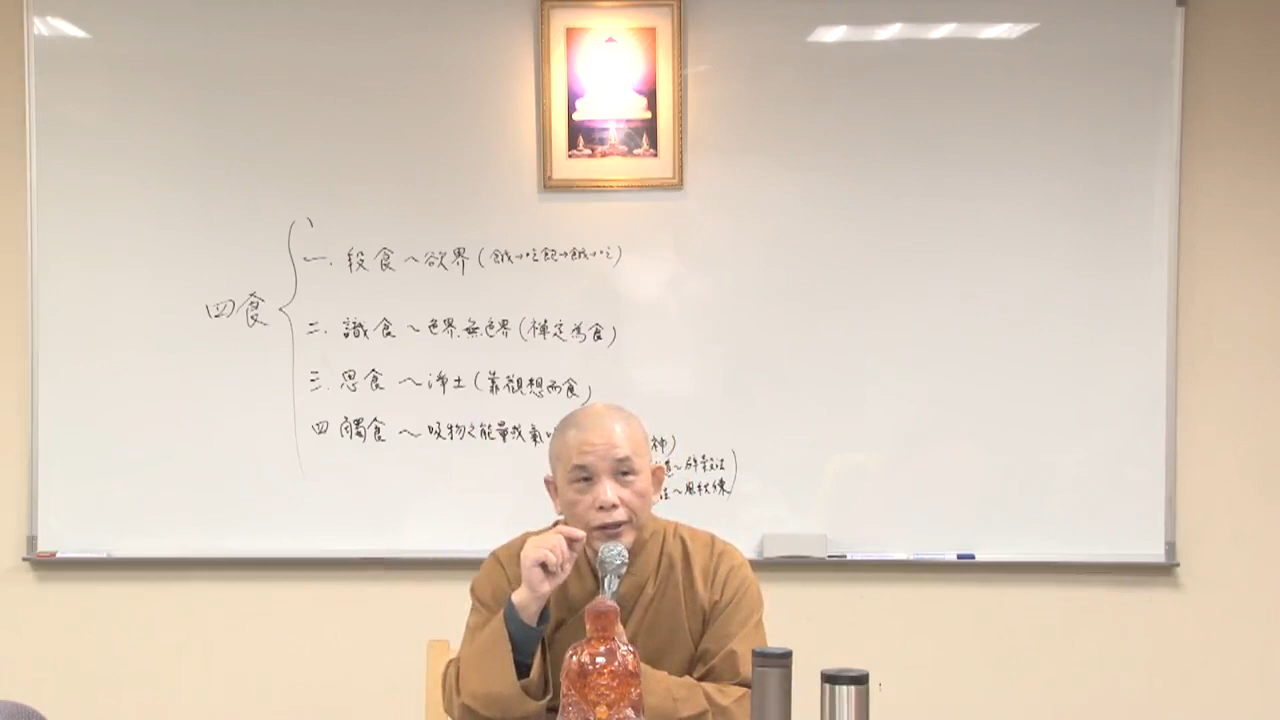 四食
一. 段食~欲界(餓→吃飽→餓→吃)
二. 識食~色界.無色界(禪定為食)
三. 思食~淨土(靠觀想而食)
四 觸食~吸物之能量或氣
神)